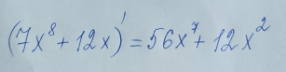 (7x⁸+12x)' = 56x⁷+12x²